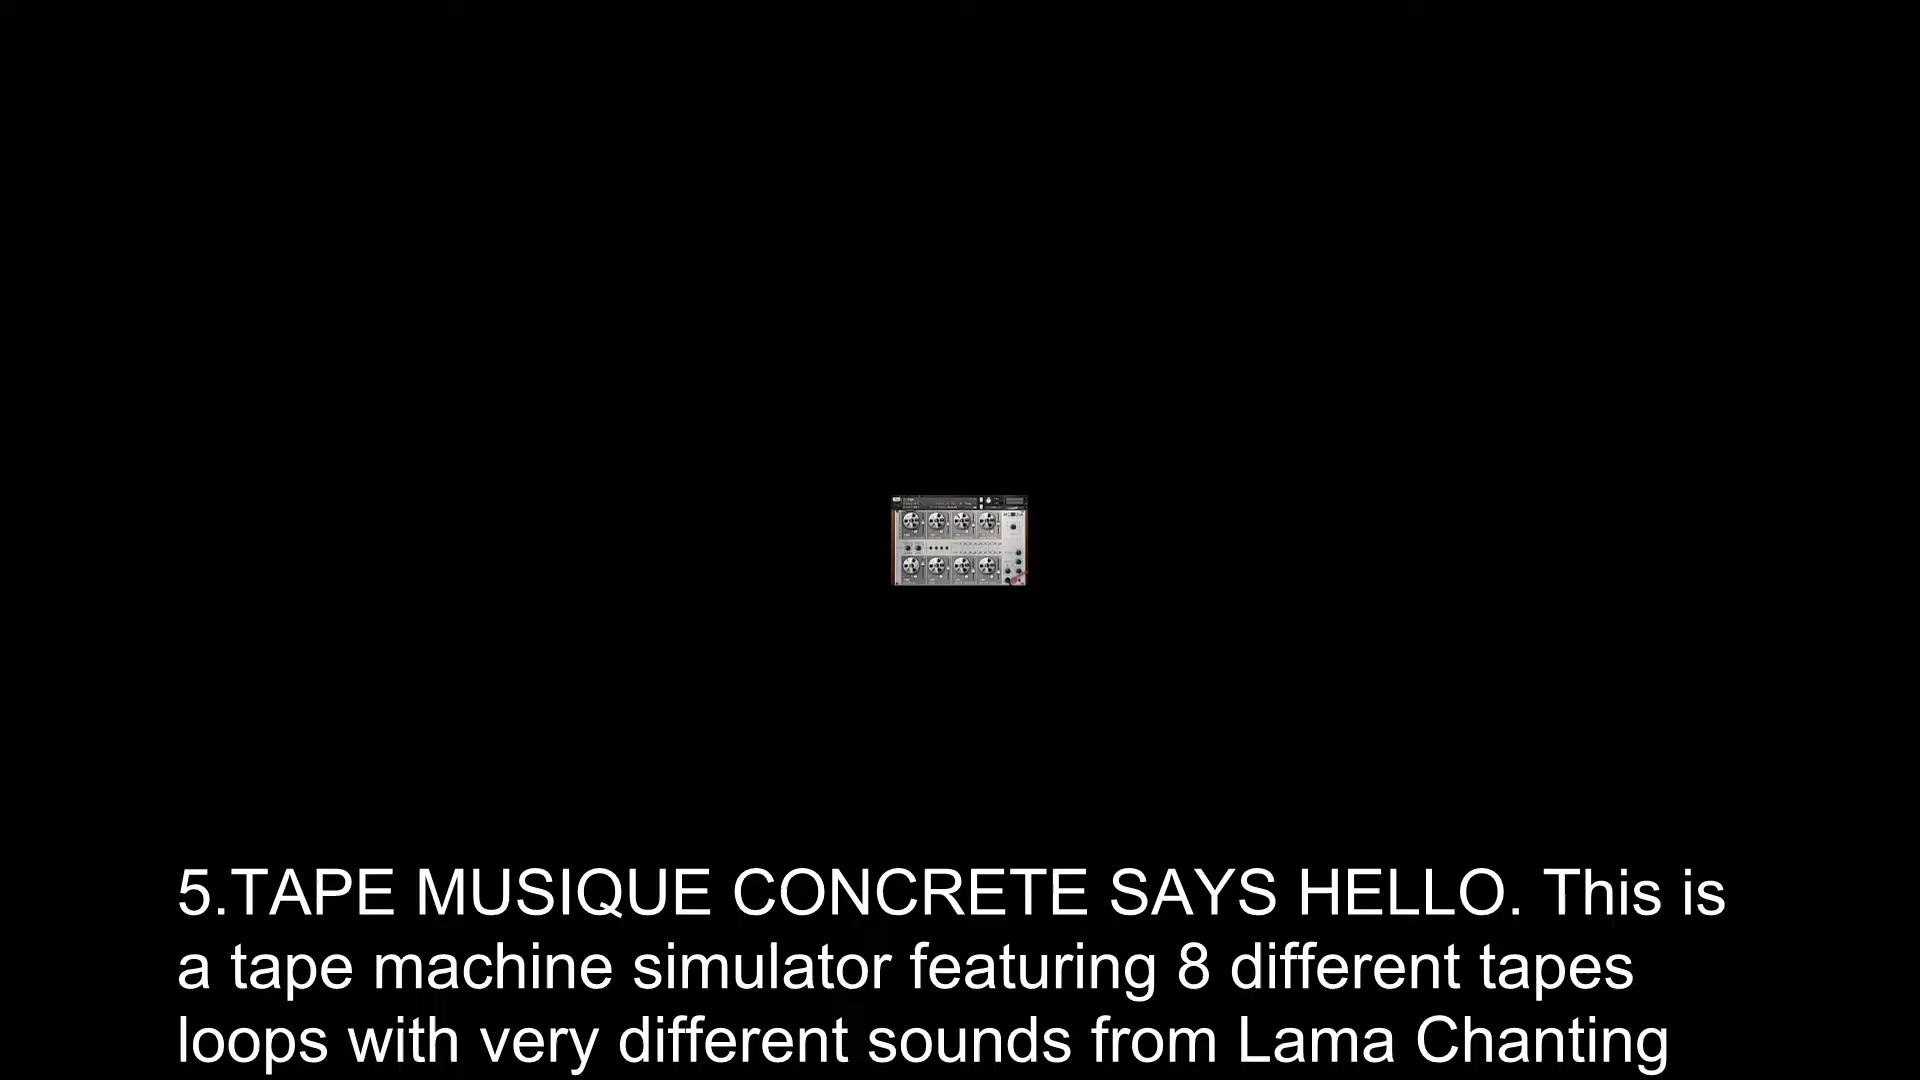 5.TAPE MUSIQUE CONCRETE SAYS HELLO. This is
a tape machine simulator featuring 8 different tapes
loops with very different sounds from Lama Chanting